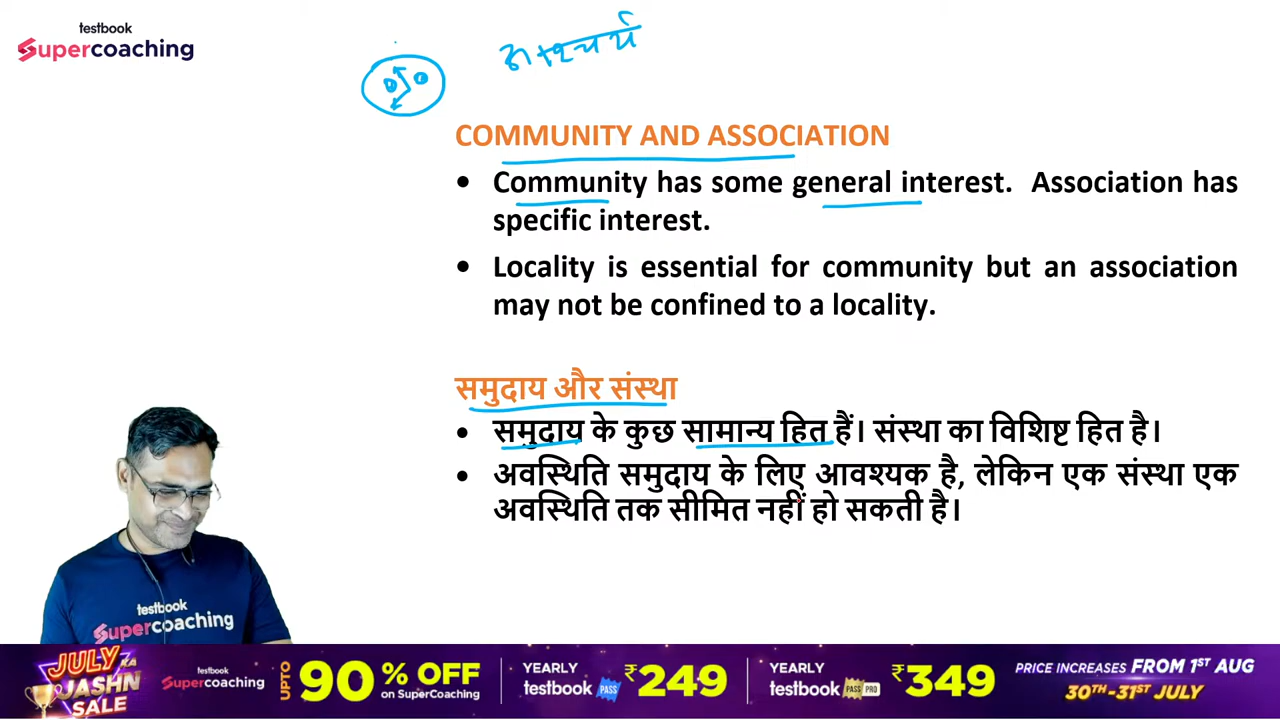 testbook
Supercoaching
COMMUNITY AND ASSOCIATION
• Community has some general interest. Association has
specific interest.
• Locality is essential for community but an association
may not be confined to a locality.
समुदाय और संस्था
• समुदाय के कुछ सामान्य हित हैं। संस्था का विशिष्ट हित है।
• अवस्थिति समुदाय के लिए आवश्यक है, लेकिन एक संस्था एक
अवस्थिति तक सीमित नहीं हो सकती है।
testbook
Supercoaching
JULY KA
JASHN
SALE
testbook
Supercoaching
UPTO 90 % OFF
on SuperCoaching
YEARLY
testbook PASS
₹249
YEARLY
testbook PASS PRO
₹349
PRICE INCREASES FROM 1ST AUG
30TH-31ST JULY